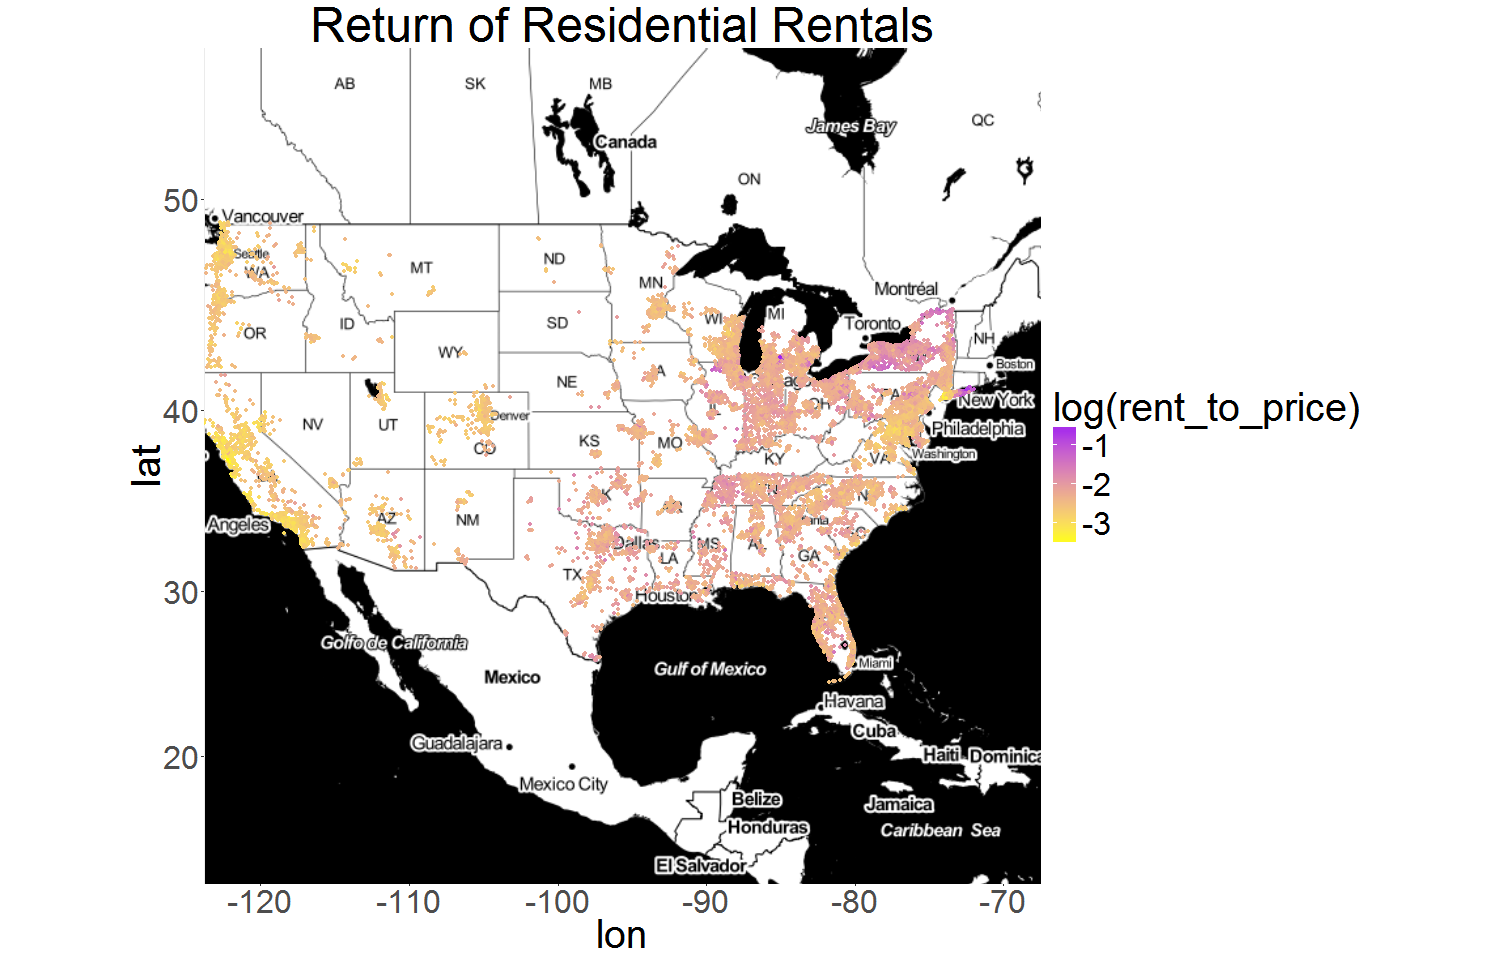 Return of Residential Rentals
AB
SK
MB
Canada
James Bay
QC
ON
50
Vancouver
Seattle
WA
MT
ND
MN
Montréal
OR
ID
SD
WI
MI
Toronto
NH
WY
Boston
NE
PA
New York
log(rent_to_price)
40
NV
UT
Denver
OH
Philadelphia
-1
lat
CO
KS
MO
KY
VA
Washington
-2
Angeles
AZ
NM
-3
Dallas
MS
AL
GA
SC
LA
TX
30
Houston
Golfo de California
Mexico
Gulf of Mexico
Miami
Havana
Cuba
Guadalajara
Haiti
Dominica
20
Mexico City
Belize
Jamaica
Honduras
Caribbean Sea
El Salvador
-120
-110
-100
-90
-80
-70
lon